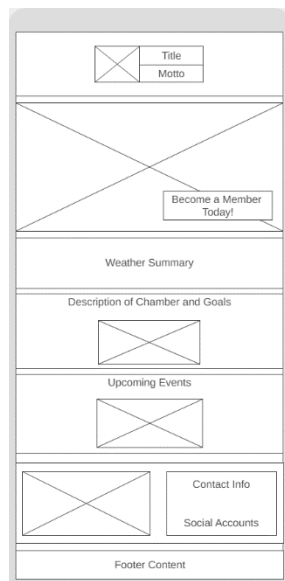 Title
Motto
Become a Member
Today!
Weather Summary
Description of Chamber and Goals
Upcoming Events
Contact Info
Social Accounts
Footer Content